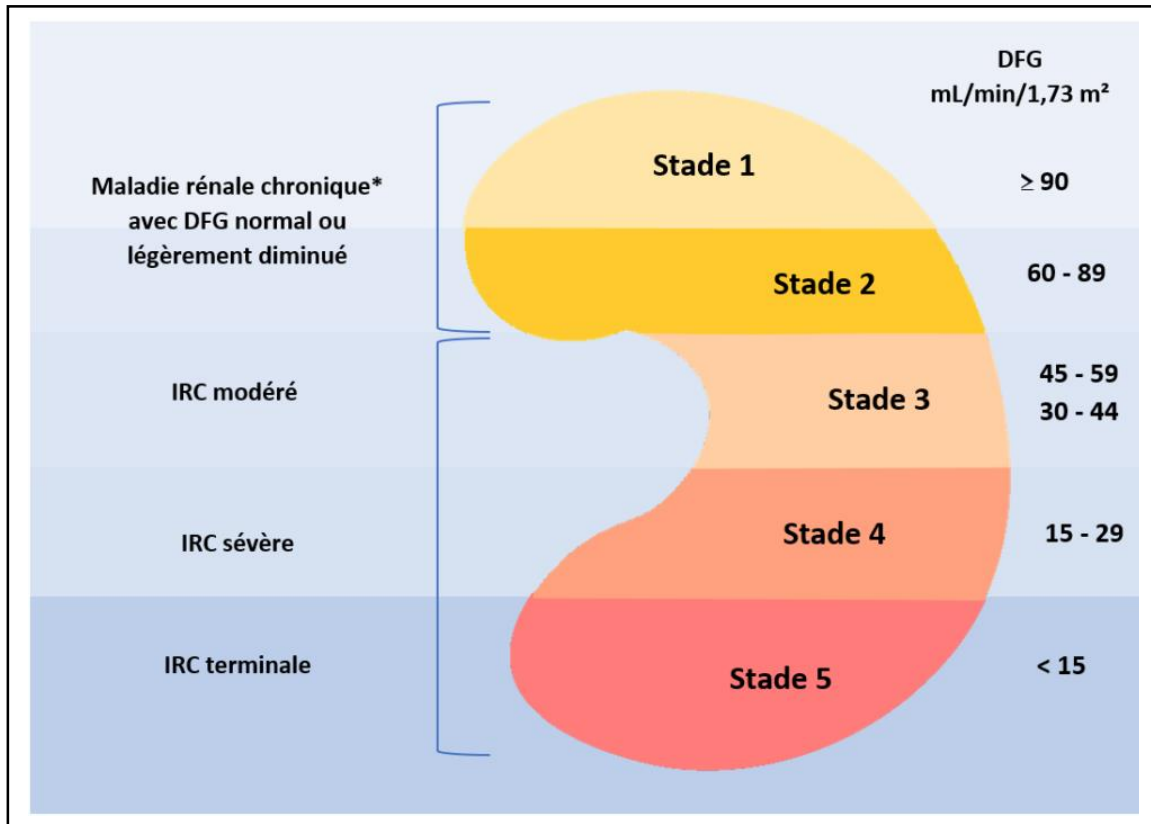 DFG
mL/min/1,73 m²
Stade 1
Maladie rénale chronique*
avec DFG normal ou
légèrement diminué
≥ 90
Stade 2
60 - 89
IRC modéré
Stade 3
45 - 59
30 - 44
IRC sévère
Stade 4
15 - 29
IRC terminale
Stade 5
< 15